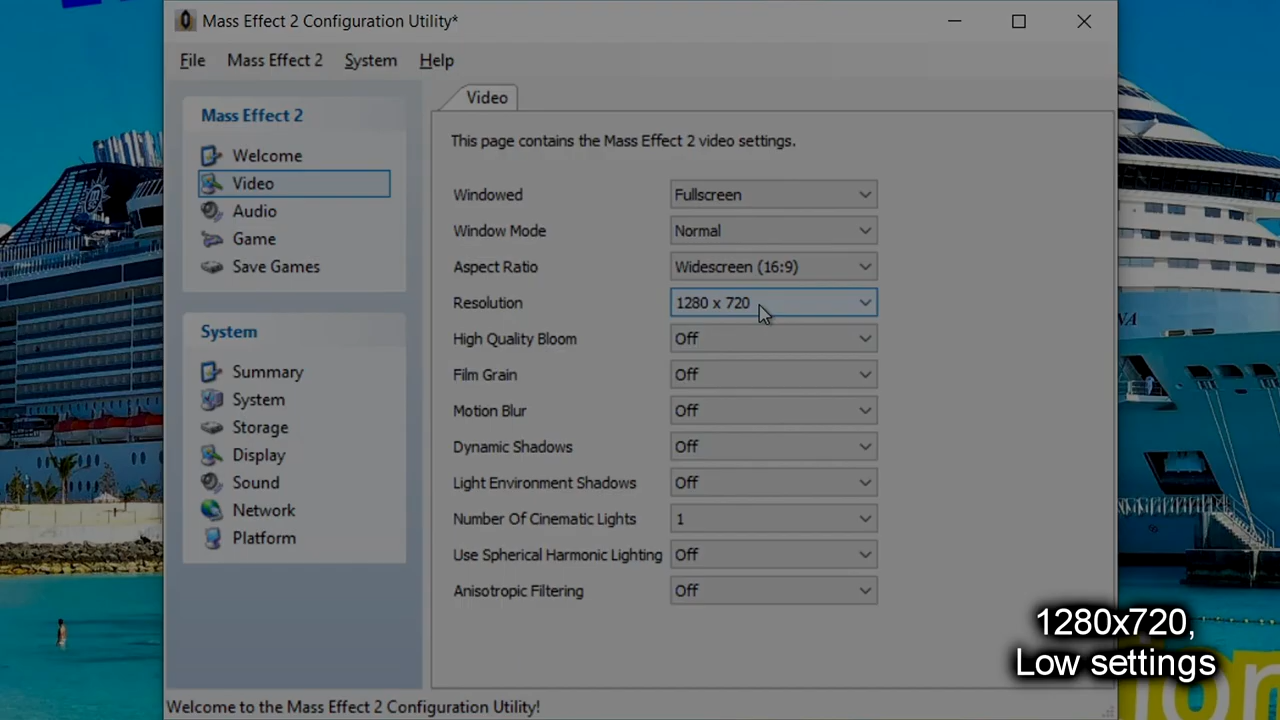 Mass Effect 2 Configuration Utility*
File Mass Effect 2 System Help
Mass Effect 2
Welcome
Video
Audio
Game
Save Games
System
Summary
System
Storage
Display
Sound
Network
Platform
Video
This page contains the Mass Effect 2 video settings.
Windowed Fullscreen
Window Mode Normal
Aspect Ratio Widescreen (16:9)
Resolution 1280 x 720
High Quality Bloom Off
Film Grain Off
Motion Blur Off
Dynamic Shadows Off
Light Environment Shadows Off
Number Of Cinematic Lights 1
Use Spherical Harmonic Lighting Off
Anisotropic Filtering Off
1280x720,
Low settings
Welcome to the Mass Effect 2 Configuration Utility!